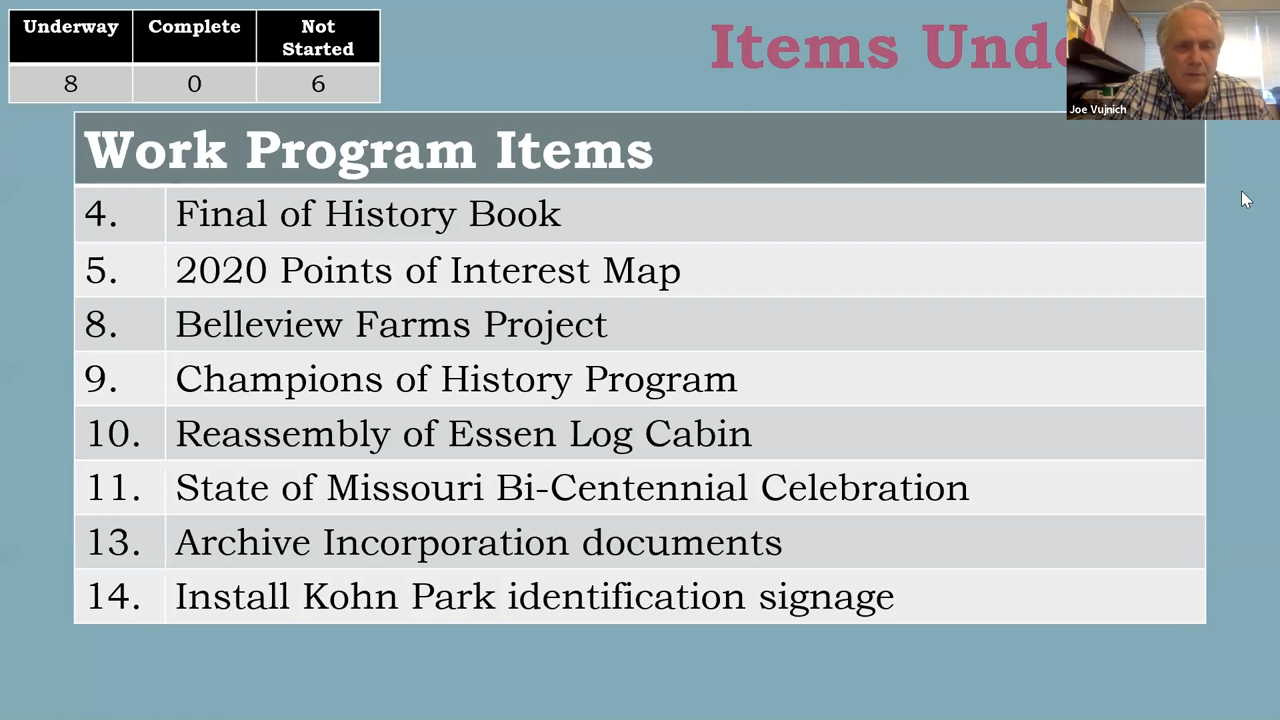 Underway Complete Not Started
8 0 6
Items
Joe Vujnich
Work Program Items
4. Final of History Book
5. 2020 Points of Interest Map
8. Belleview Farms Project
9. Champions of History Program
10. Reassembly of Essen Log Cabin
11. State of Missouri Bi-Centennial Celebration
13. Archive Incorporation documents
14. Install Kohn Park identification signage